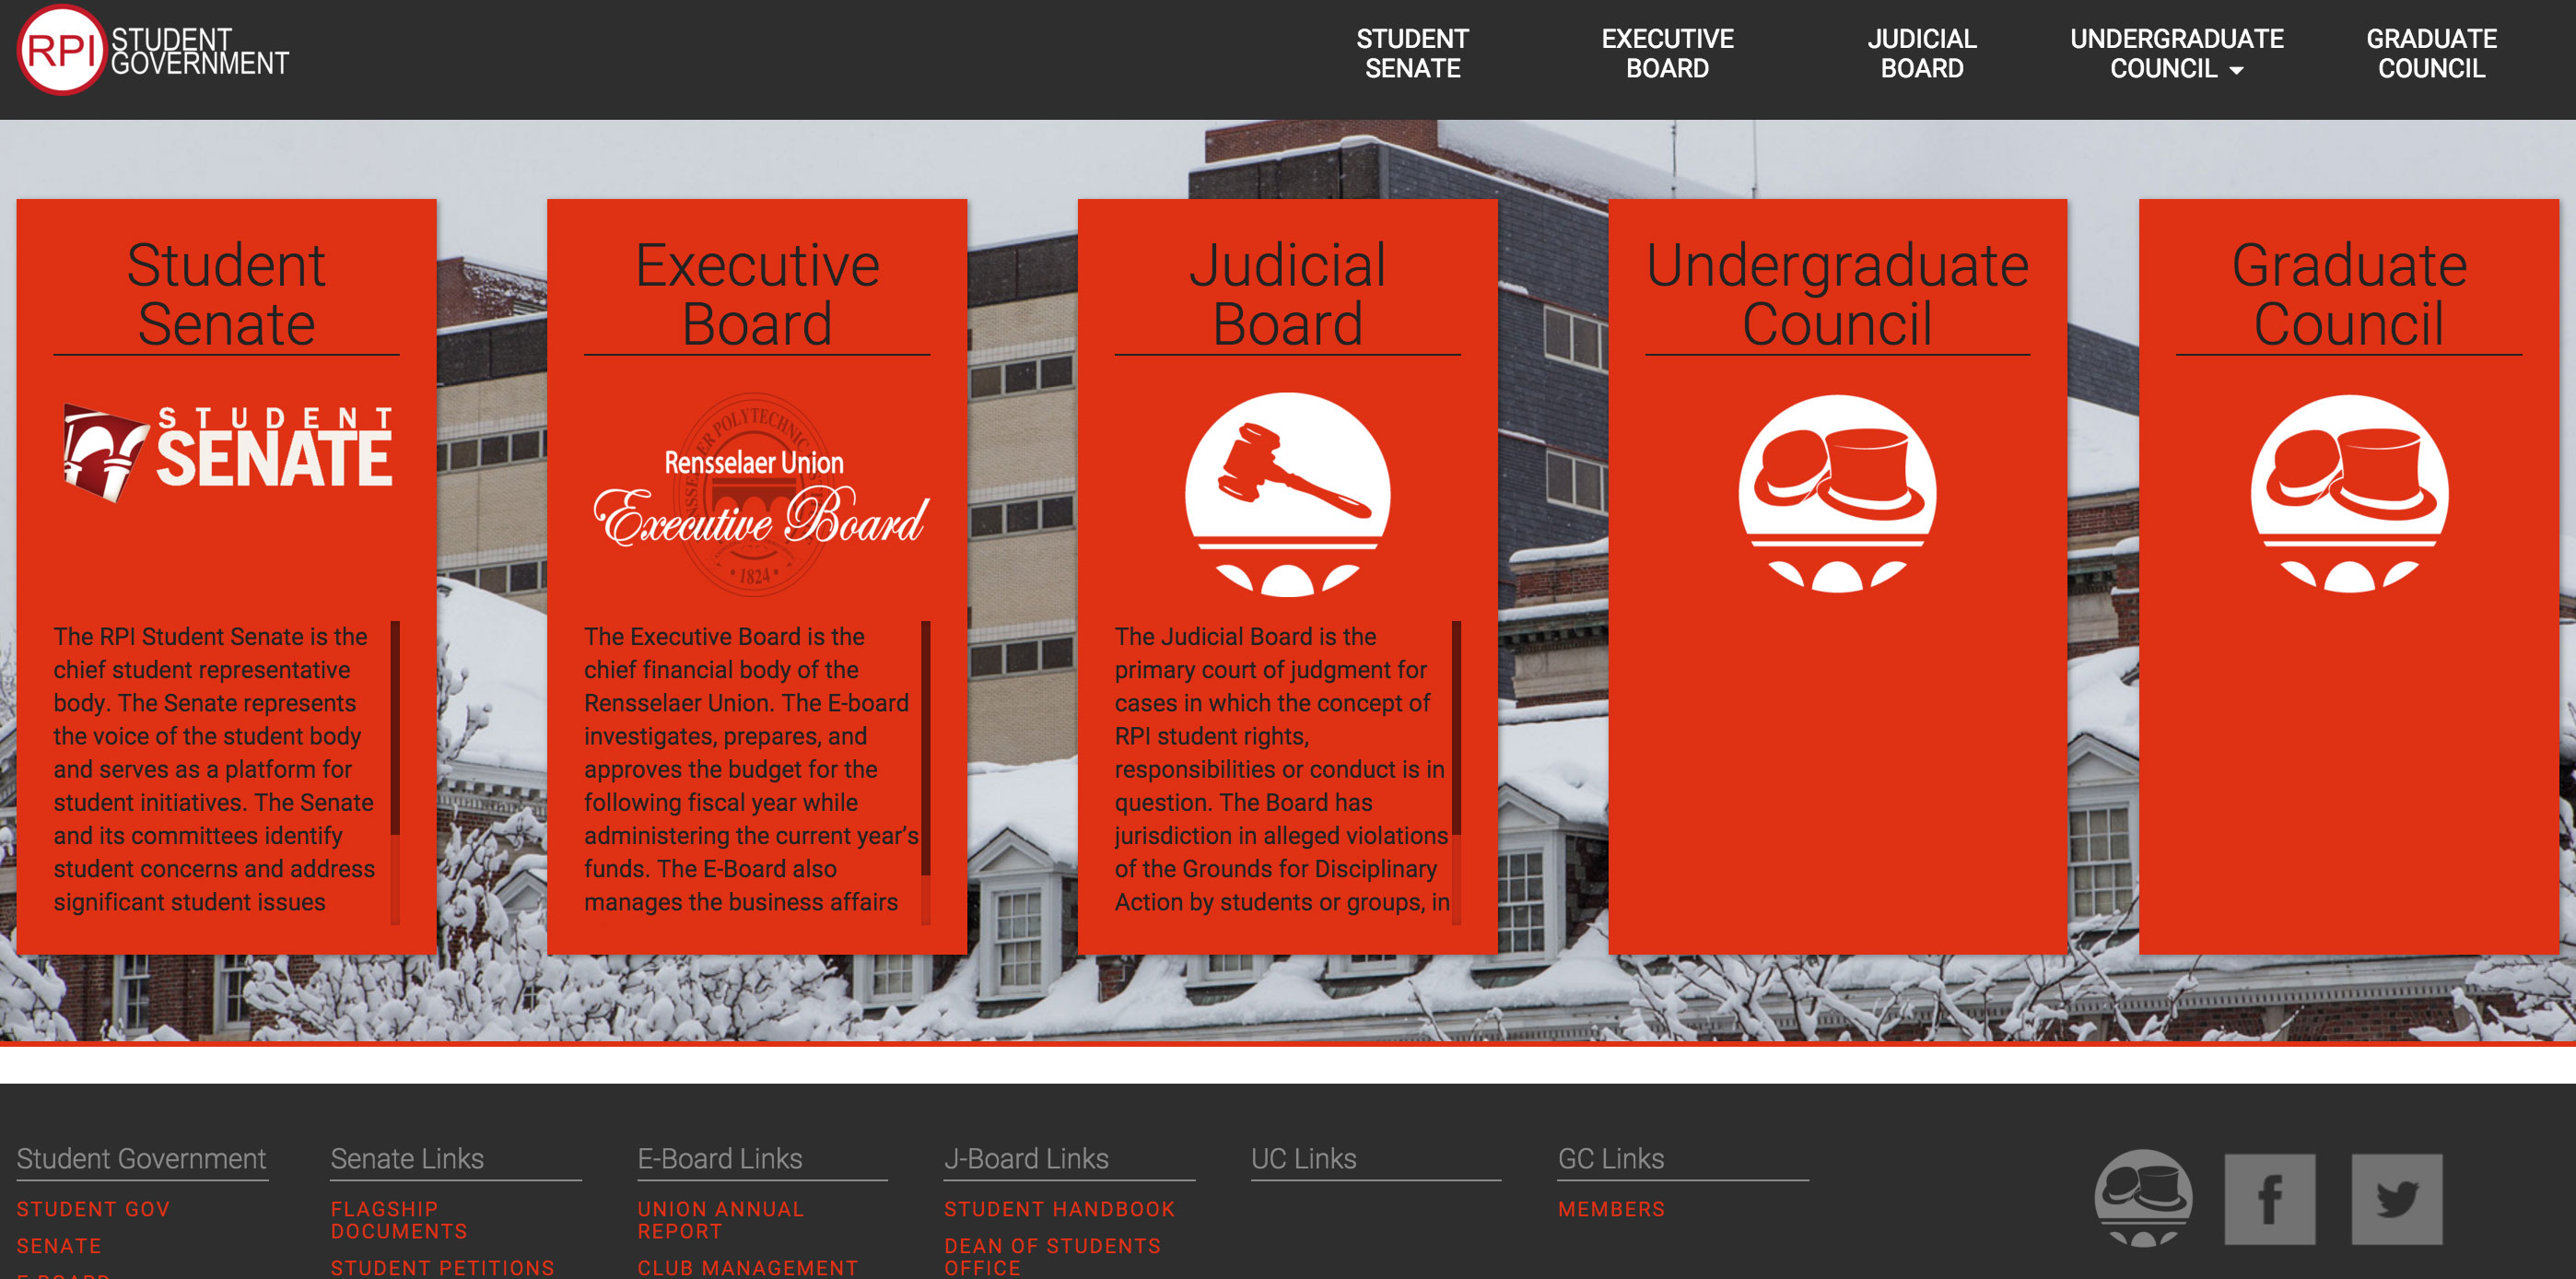 RPI STUDENT
GOVERNMENT
STUDENT
SENATE
EXECUTIVE
BOARD
JUDICIAL
BOARD
UNDERGRADUATE
COUNCIL
GRADUATE
COUNCIL
Student
Senate
STUDENT
SENATE
The RPI Student Senate is the
chief student representative
body. The Senate represents
the voice of the student body
and serves as a platform for
student initiatives. The Senate
and its committees identify
student concerns and address
significant student issues
Executive
Board
RENSSELAER POLYTECHNIC
Rensselaer Union
Executive Board
• 1824 •
The Executive Board is the
chief financial body of the
Rensselaer Union. The E-board
investigates, prepares, and
approves the budget for the
following fiscal year while
administering the current year’s
funds. The E-Board also
manages the business affairs
Judicial
Board
The Judicial Board is the
primary court of judgment for
cases in which the concept of
RPI student rights,
responsibilities or conduct is in
question. The Board has
jurisdiction in alleged violations
of the Grounds for Disciplinary
Action by students or groups, in
Undergraduate
Council
Graduate
Council
Student Government
STUDENT GOV
SENATE
E-BOARD
Senate Links
FLAGSHIP
DOCUMENTS
STUDENT PETITIONS
E-Board Links
UNION ANNUAL
REPORT
CLUB MANAGEMENT
J-Board Links
STUDENT HANDBOOK
DEAN OF STUDENTS
OFFICE
UC Links
GC Links
MEMBERS